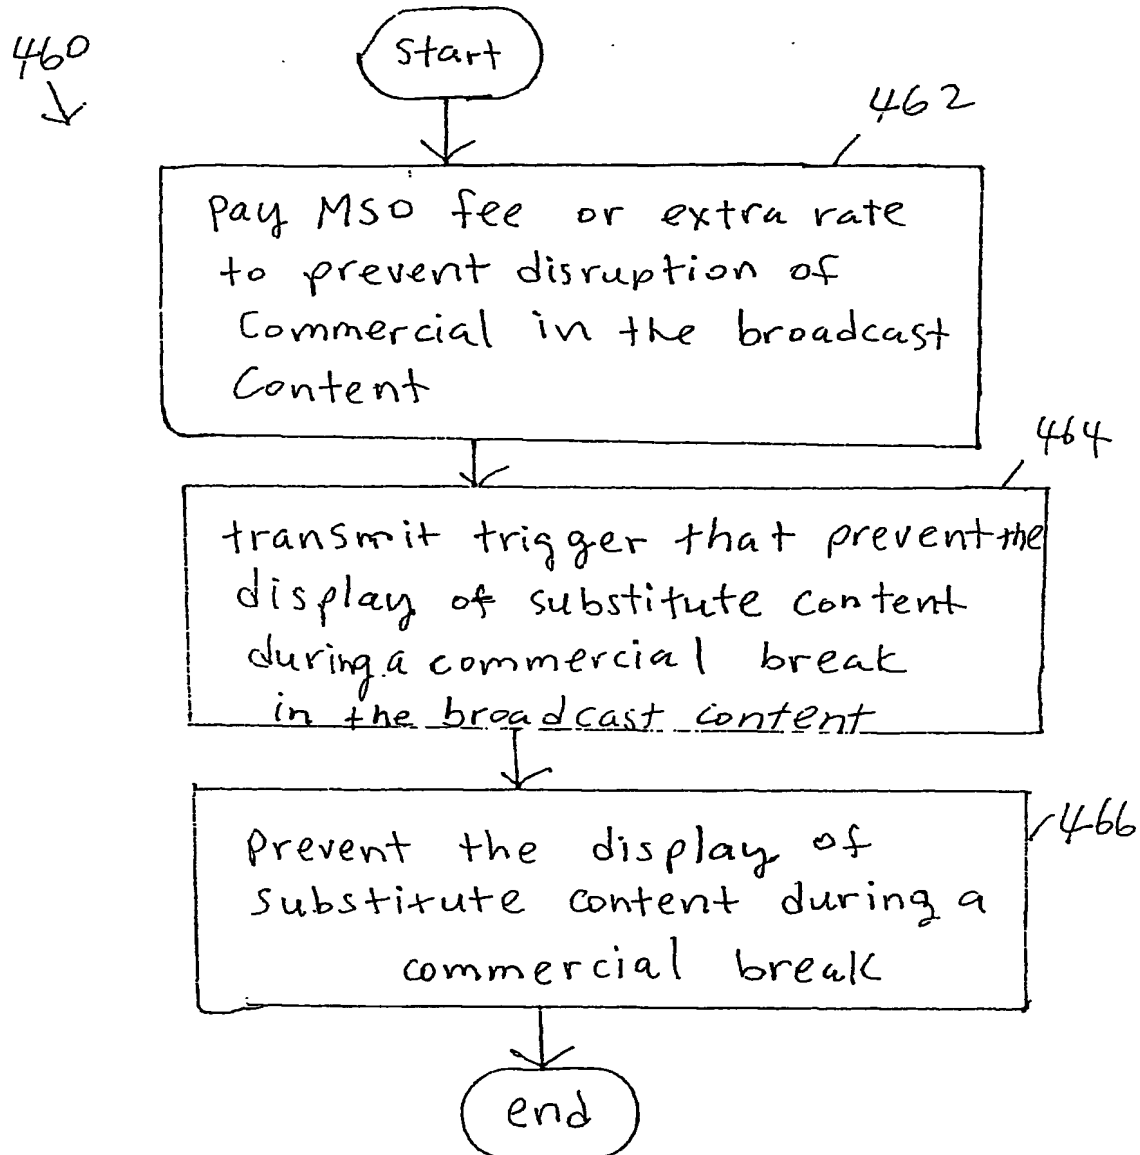 460
start
462
Pay MSO fee or extra rate
to prevent disruption of
Commercial in the broadcast
Content
464
transmit trigger that prevent the
display of substitute content
during a commercial break
in the broadcast content
466
Prevent the display of
substitute content during a
commercial break
end